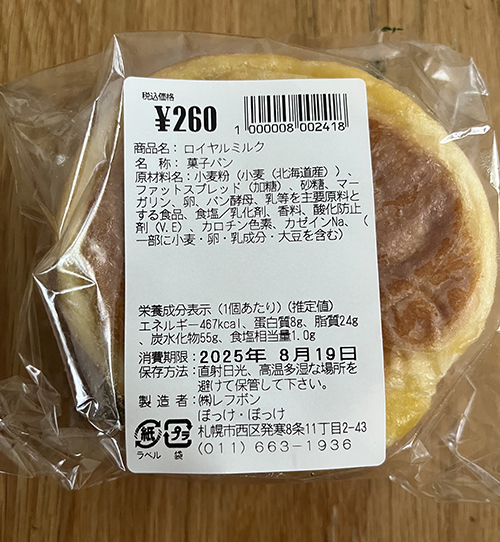 税込価格
¥260
1 000008 002418
商品名: ロイヤルミルク
名 称: 菓子パン
原材料名:小麦粉(小麦(北海道産))、
ファットスプレッド(加糖)、砂糖、マー
ガリン、卵、パン酵母、乳等を主要原料と
する食品、食塩/乳化剤、香料、酸化防止
剤(V.E)、カロチン色素、カゼインNa、(
一部に小麦・卵・乳成分・大豆を含む)
栄養成分表示(1個あたり)(推定値)
エネルギー467kcal、蛋白質8g、脂質24g
、炭水化物55g、食塩相当量1.0g
消費期限:2025年 8月19日
保存方法:直射日光、高温多湿な場所を
避けて保管して下さい。
製 造 者:㈱レフボン
ぼっけ・ぼっけ
札幌市西区発寒8条11丁目2-43
(011) 663-1936
紙 プラ
ラベル 袋